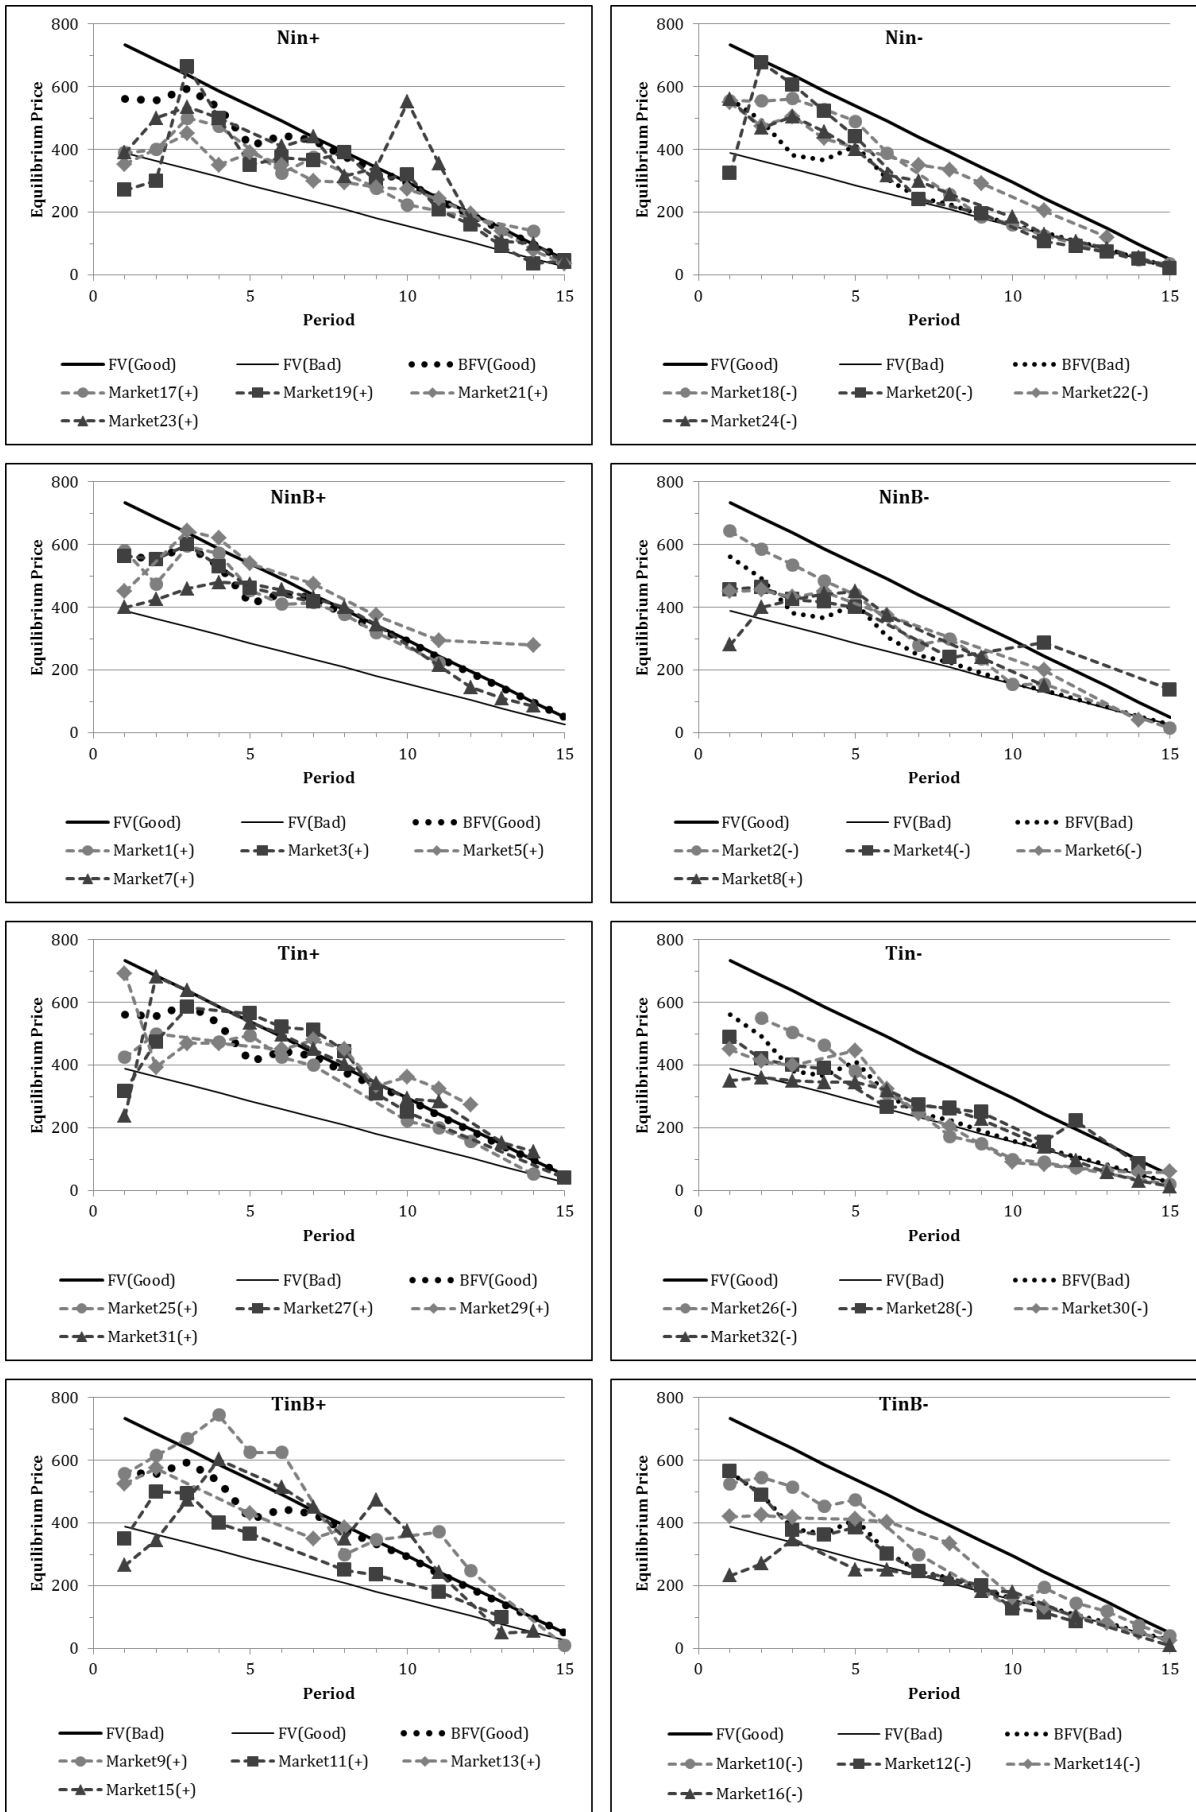 Nin+
Equilibrium Price
800
600
400
200
0
0 5 10 15
Period
FV(Good) FV(Bad) BFV(Good)
Market17(+) Market19(+) Market21(+)
Market23(+)
Nin-
Equilibrium Price
800
600
400
200
0
0 5 10 15
Period
FV(Good) FV(Bad) BFV(Bad)
Market18(-) Market20(-) Market22(-)
Market24(-)
NinB+
Equilibrium Price
800
600
400
200
0
0 5 10 15
Period
FV(Good) FV(Bad) BFV(Good)
Market1(+) Market3(+) Market5(+)
Market7(+)
NinB-
Equilibrium Price
800
600
400
200
0
0 5 10 15
Period
FV(Good) FV(Bad) BFV(Bad)
Market2(-) Market4(-) Market6(-)
Market8(+)
Tin+
Equilibrium Price
800
600
400
200
0
0 5 10 15
Period
FV(Good) FV(Bad) BFV(Good)
Market25(+) Market27(+) Market29(+)
Market31(+)
Tin-
Equilibrium Price
800
600
400
200
0
0 5 10 15
Period
FV(Good) FV(Bad) BFV(Bad)
Market26(-) Market28(-) Market30(-)
Market32(-)
TinB+
Equilibrium Price
800
600
400
200
0
0 5 10 15
Period
FV(Bad) FV(Good) BFV(Good)
Market9(+) Market11(+) Market13(+)
Market15(+)
TinB-
Equilibrium Price
800
600
400
200
0
0 5 10 15
Period
FV(Good) FV(Bad) BFV(Bad)
Market10(-) Market12(-) Market14(-)
Market16(-)